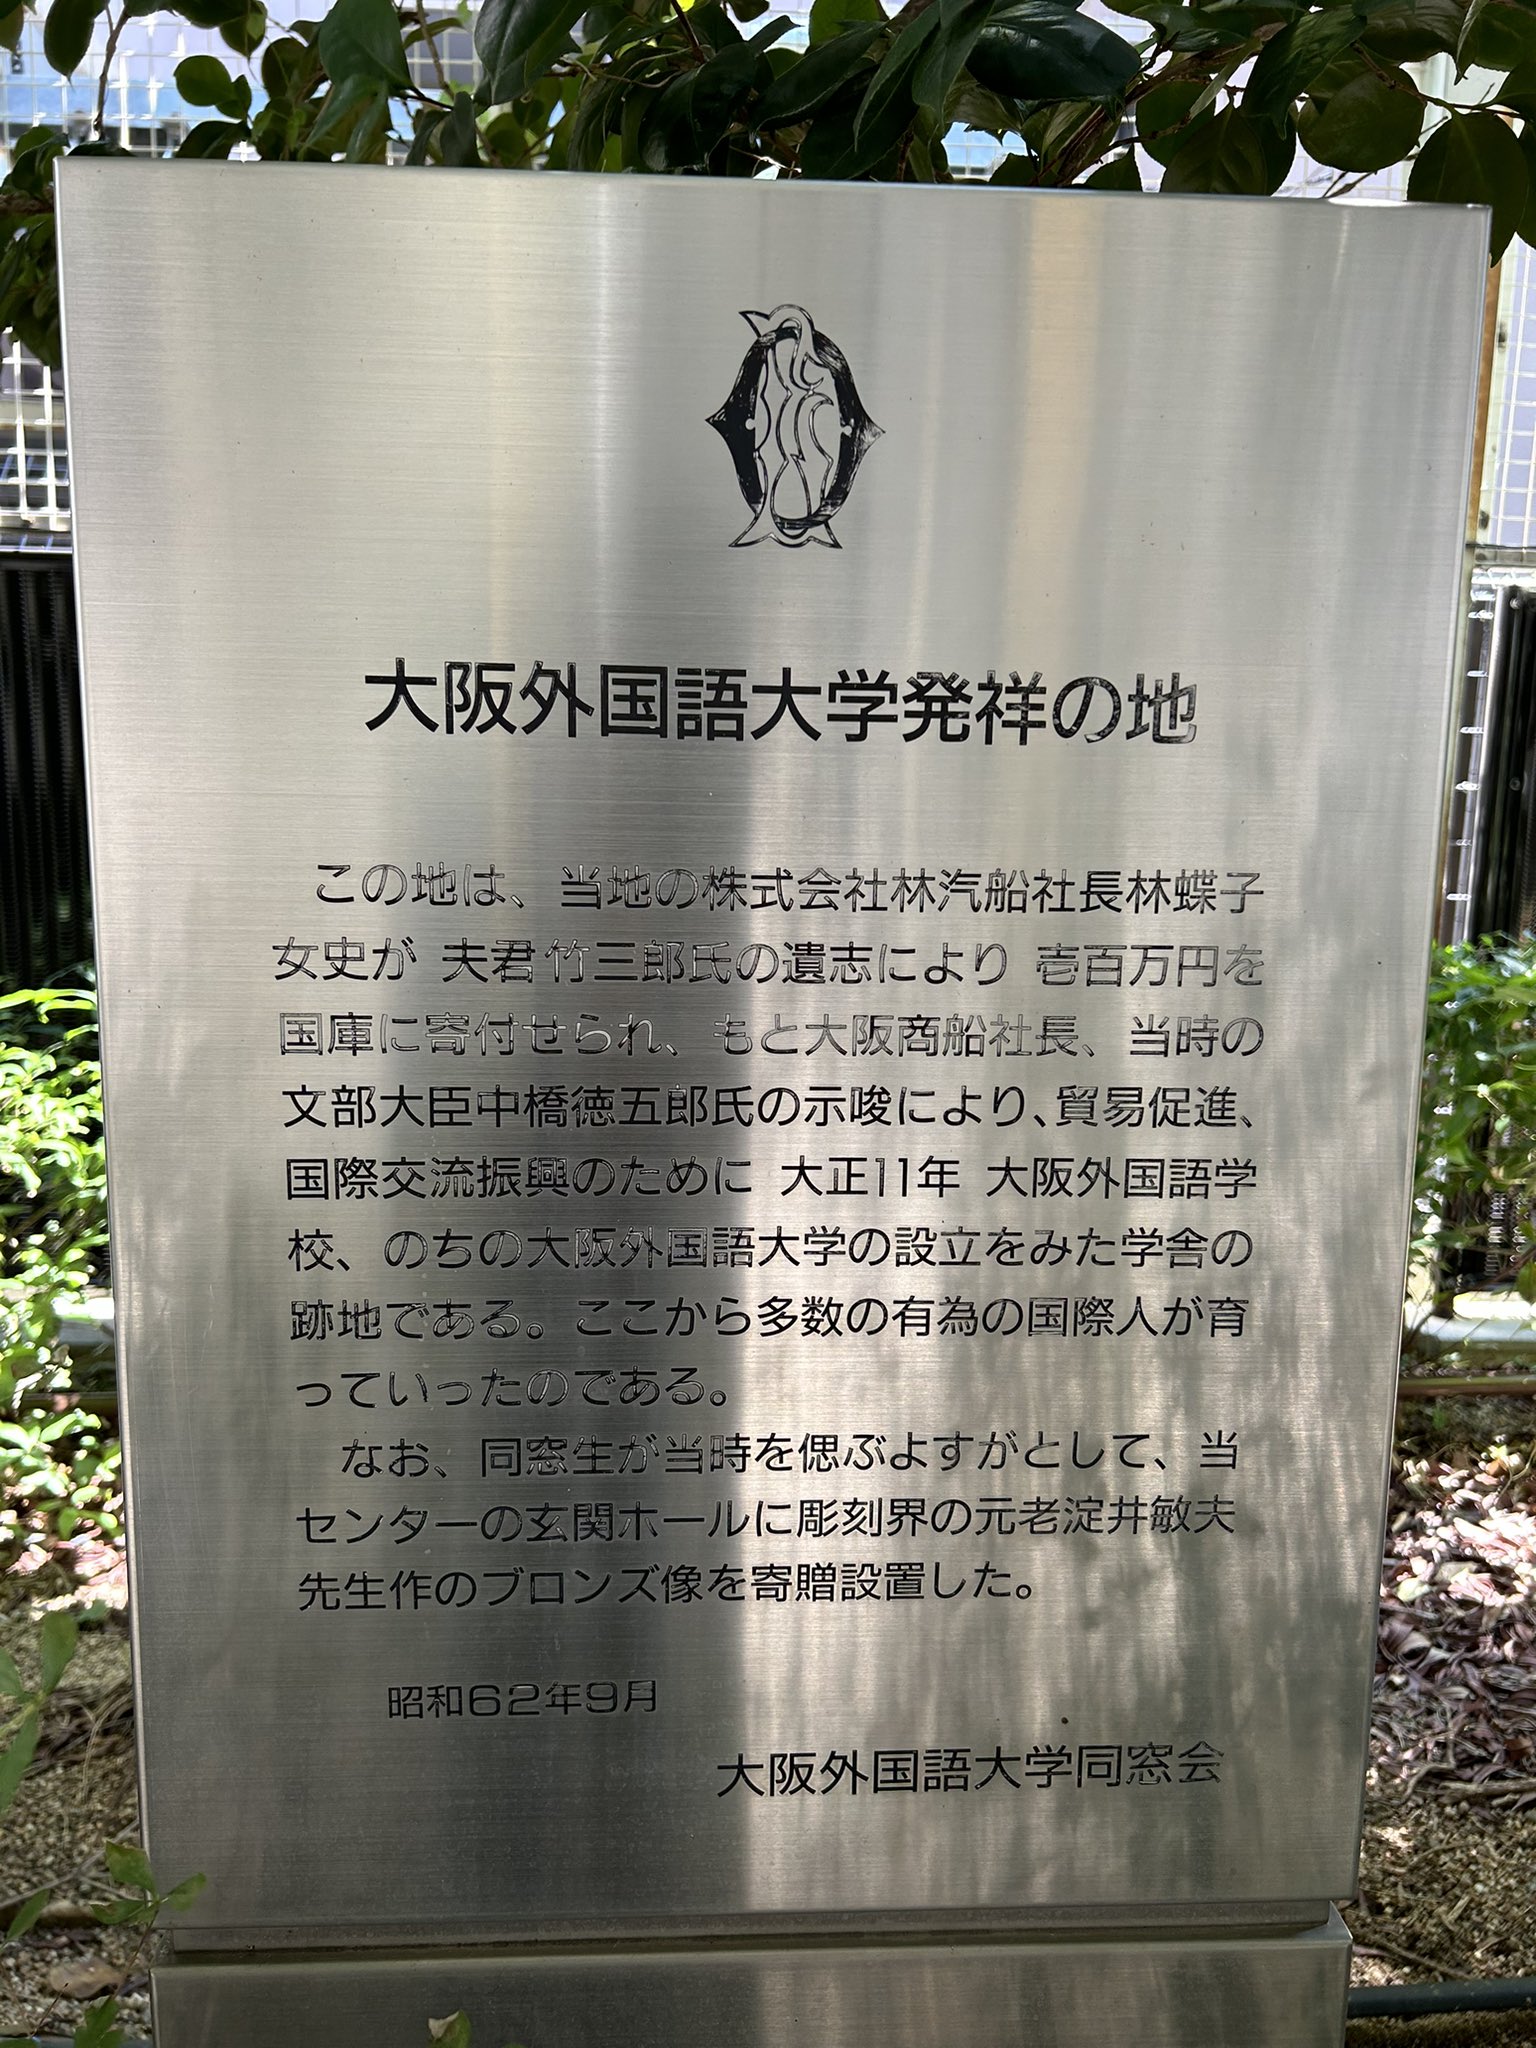 大阪外国語大学発祥の地
この地は、当地の株式会社林汽船社長林蝶子
女史が 夫君竹三郎氏の遺志により 壱百万円を
国庫に寄付せられ、もと大阪商船社長、当時の
文部大臣中橋徳五郎氏の示唆により、貿易促進、
国際交流振興のために 大正11年 大阪外国語学
校、のちの大阪外国語大学の設立をみた学舎の
跡地である。ここから多数の有為の国際人が育
っていったのである。
なお、同窓生が当時を偲ぶよすがとして、当
センターの玄関ホールに彫刻界の元老淀井敏夫
先生作のブロンズ像を寄贈設置した。
昭和62年9月
大阪外国語大学同窓会